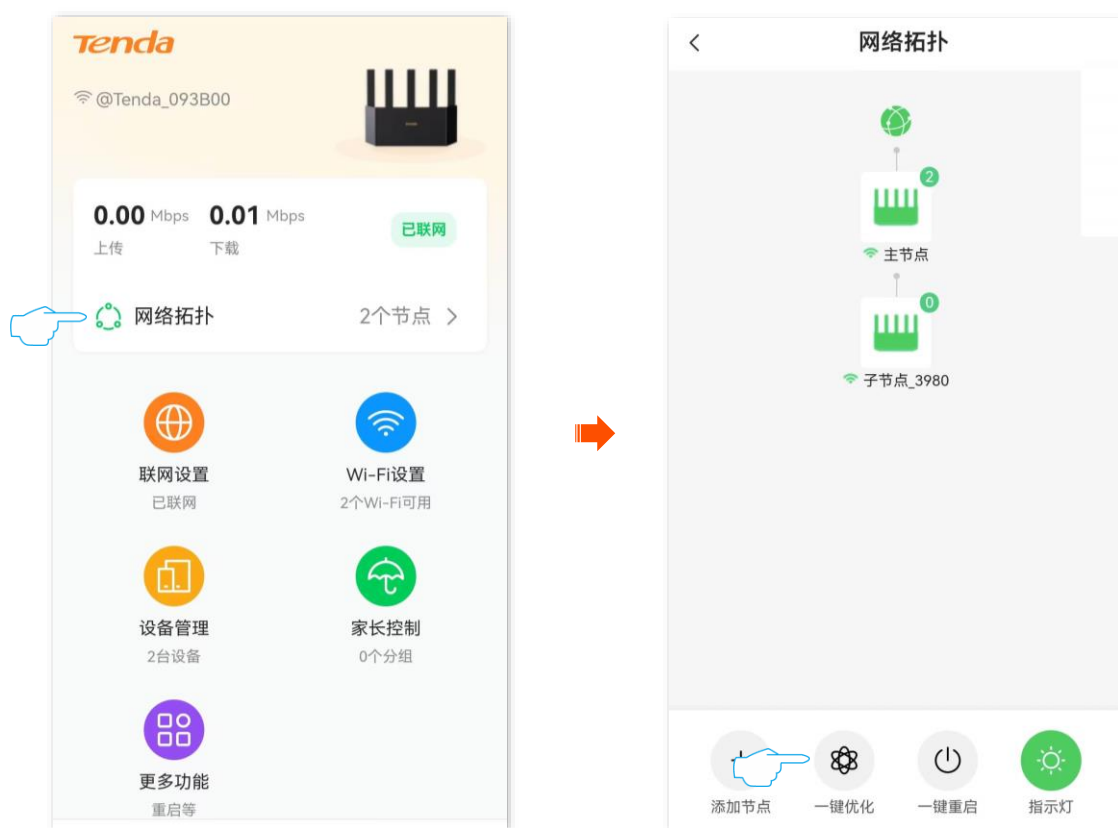 Tenda
@Tenda_093B00
0.00 Mbps 0.01 Mbps
上传 下载
已联网
网络拓扑 2个节点
联网设置
已联网
Wi-Fi设置
2个Wi-Fi可用
设备管理
2台设备
家长控制
0个分组
更多功能
重启等
网络拓扑
2
主节点
0
子节点_3980
添加节点 一键优化 一键重启 指示灯